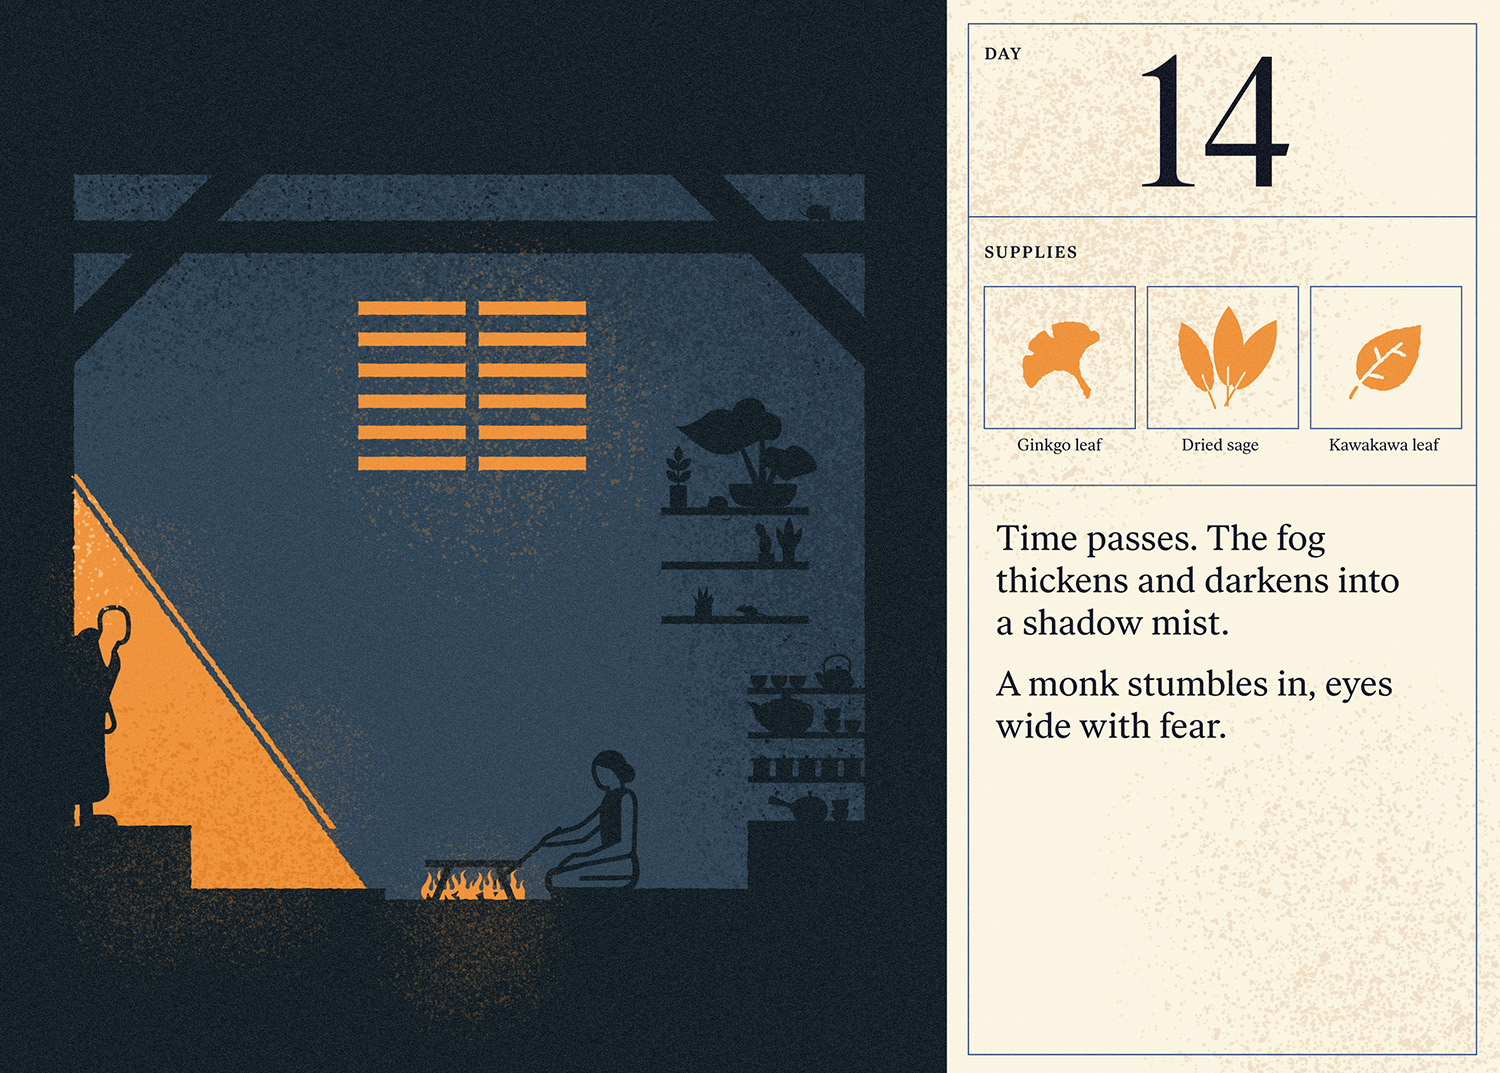 DAY
14
SUPPLIES
Ginkgo leaf
Dried sage
Kawakawa leaf
Time passes. The fog
thickens and darkens into
a shadow mist.
A monk stumbles in, eyes
wide with fear.